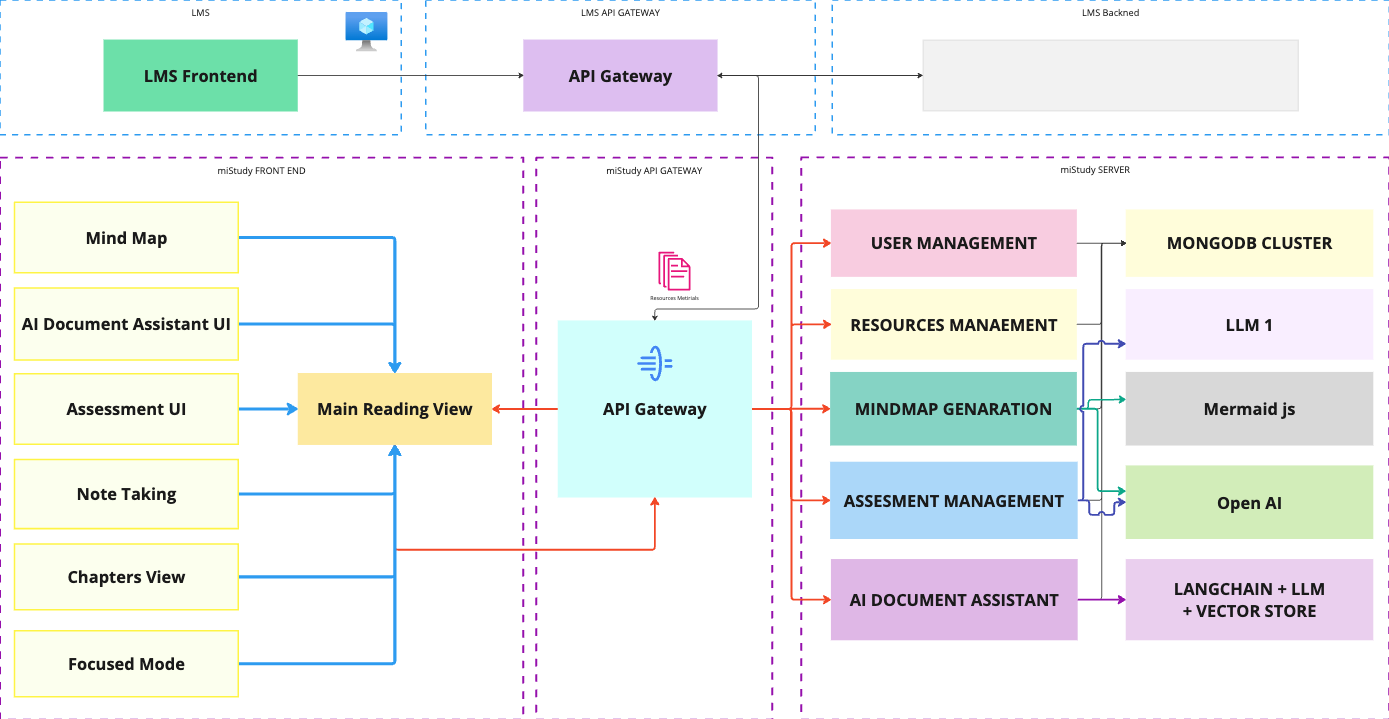 LMS
LMS API GATEWAY
LMS Backned
LMS Frontend
API Gateway
miStudy FRONT END
miStudy API GATEWAY
miStudy SERVER
Mind Map
AI Document Assistant UI
Assessment UI
Note Taking
Chapters View
Focused Mode
Main Reading View
Resources Metirials
API Gateway
USER MANAGEMENT
RESOURCES MANAEMENT
MINDMAP GENARATION
ASSESMENT MANAGEMENT
AI DOCUMENT ASSISTANT
MONGODB CLUSTER
LLM 1
Mermaid js
Open AI
LANGCHAIN + LLM
+ VECTOR STORE